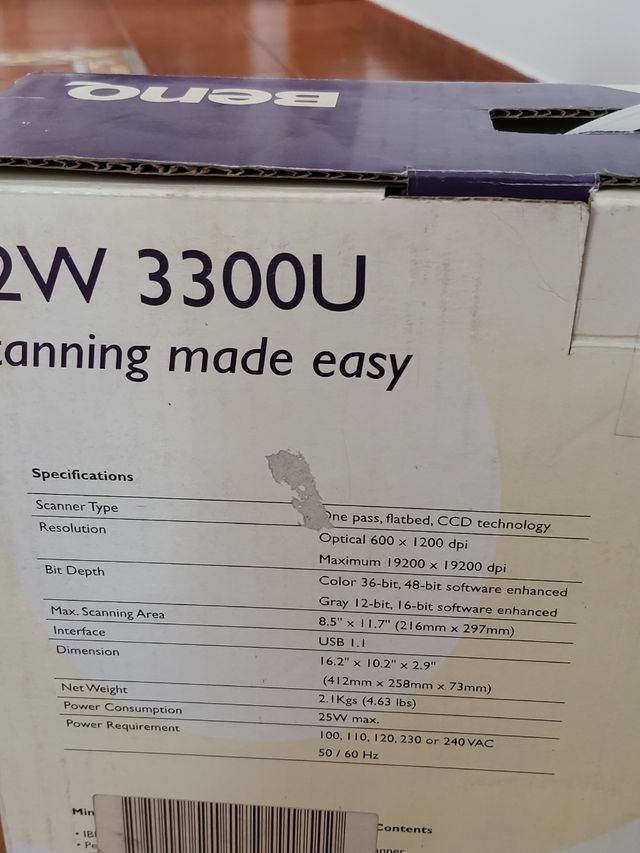 BenQ
2W 3300U
canning made easy
Specifications
Scanner Type One pass, flatbed, CCD technology
Resolution Optical 600 x 1200 dpi
Maximum 19200 x 19200 dpi
Bit Depth Color 36-bit, 48-bit software enhanced
Gray 12-bit, 16-bit software enhanced
Max. Scanning Area 8.5" x 11.7" (216mm x 297mm)
Interface USB 1.1
Dimension 16.2" x 10.2" x 2.9"
(412mm x 258mm x 73mm)
Net Weight 2.1Kgs (4.63 lbs)
Power Consumption 25W max.
Power Requirement 100, 110, 120, 230 or 240 VAC
50 / 60 Hz
Contents